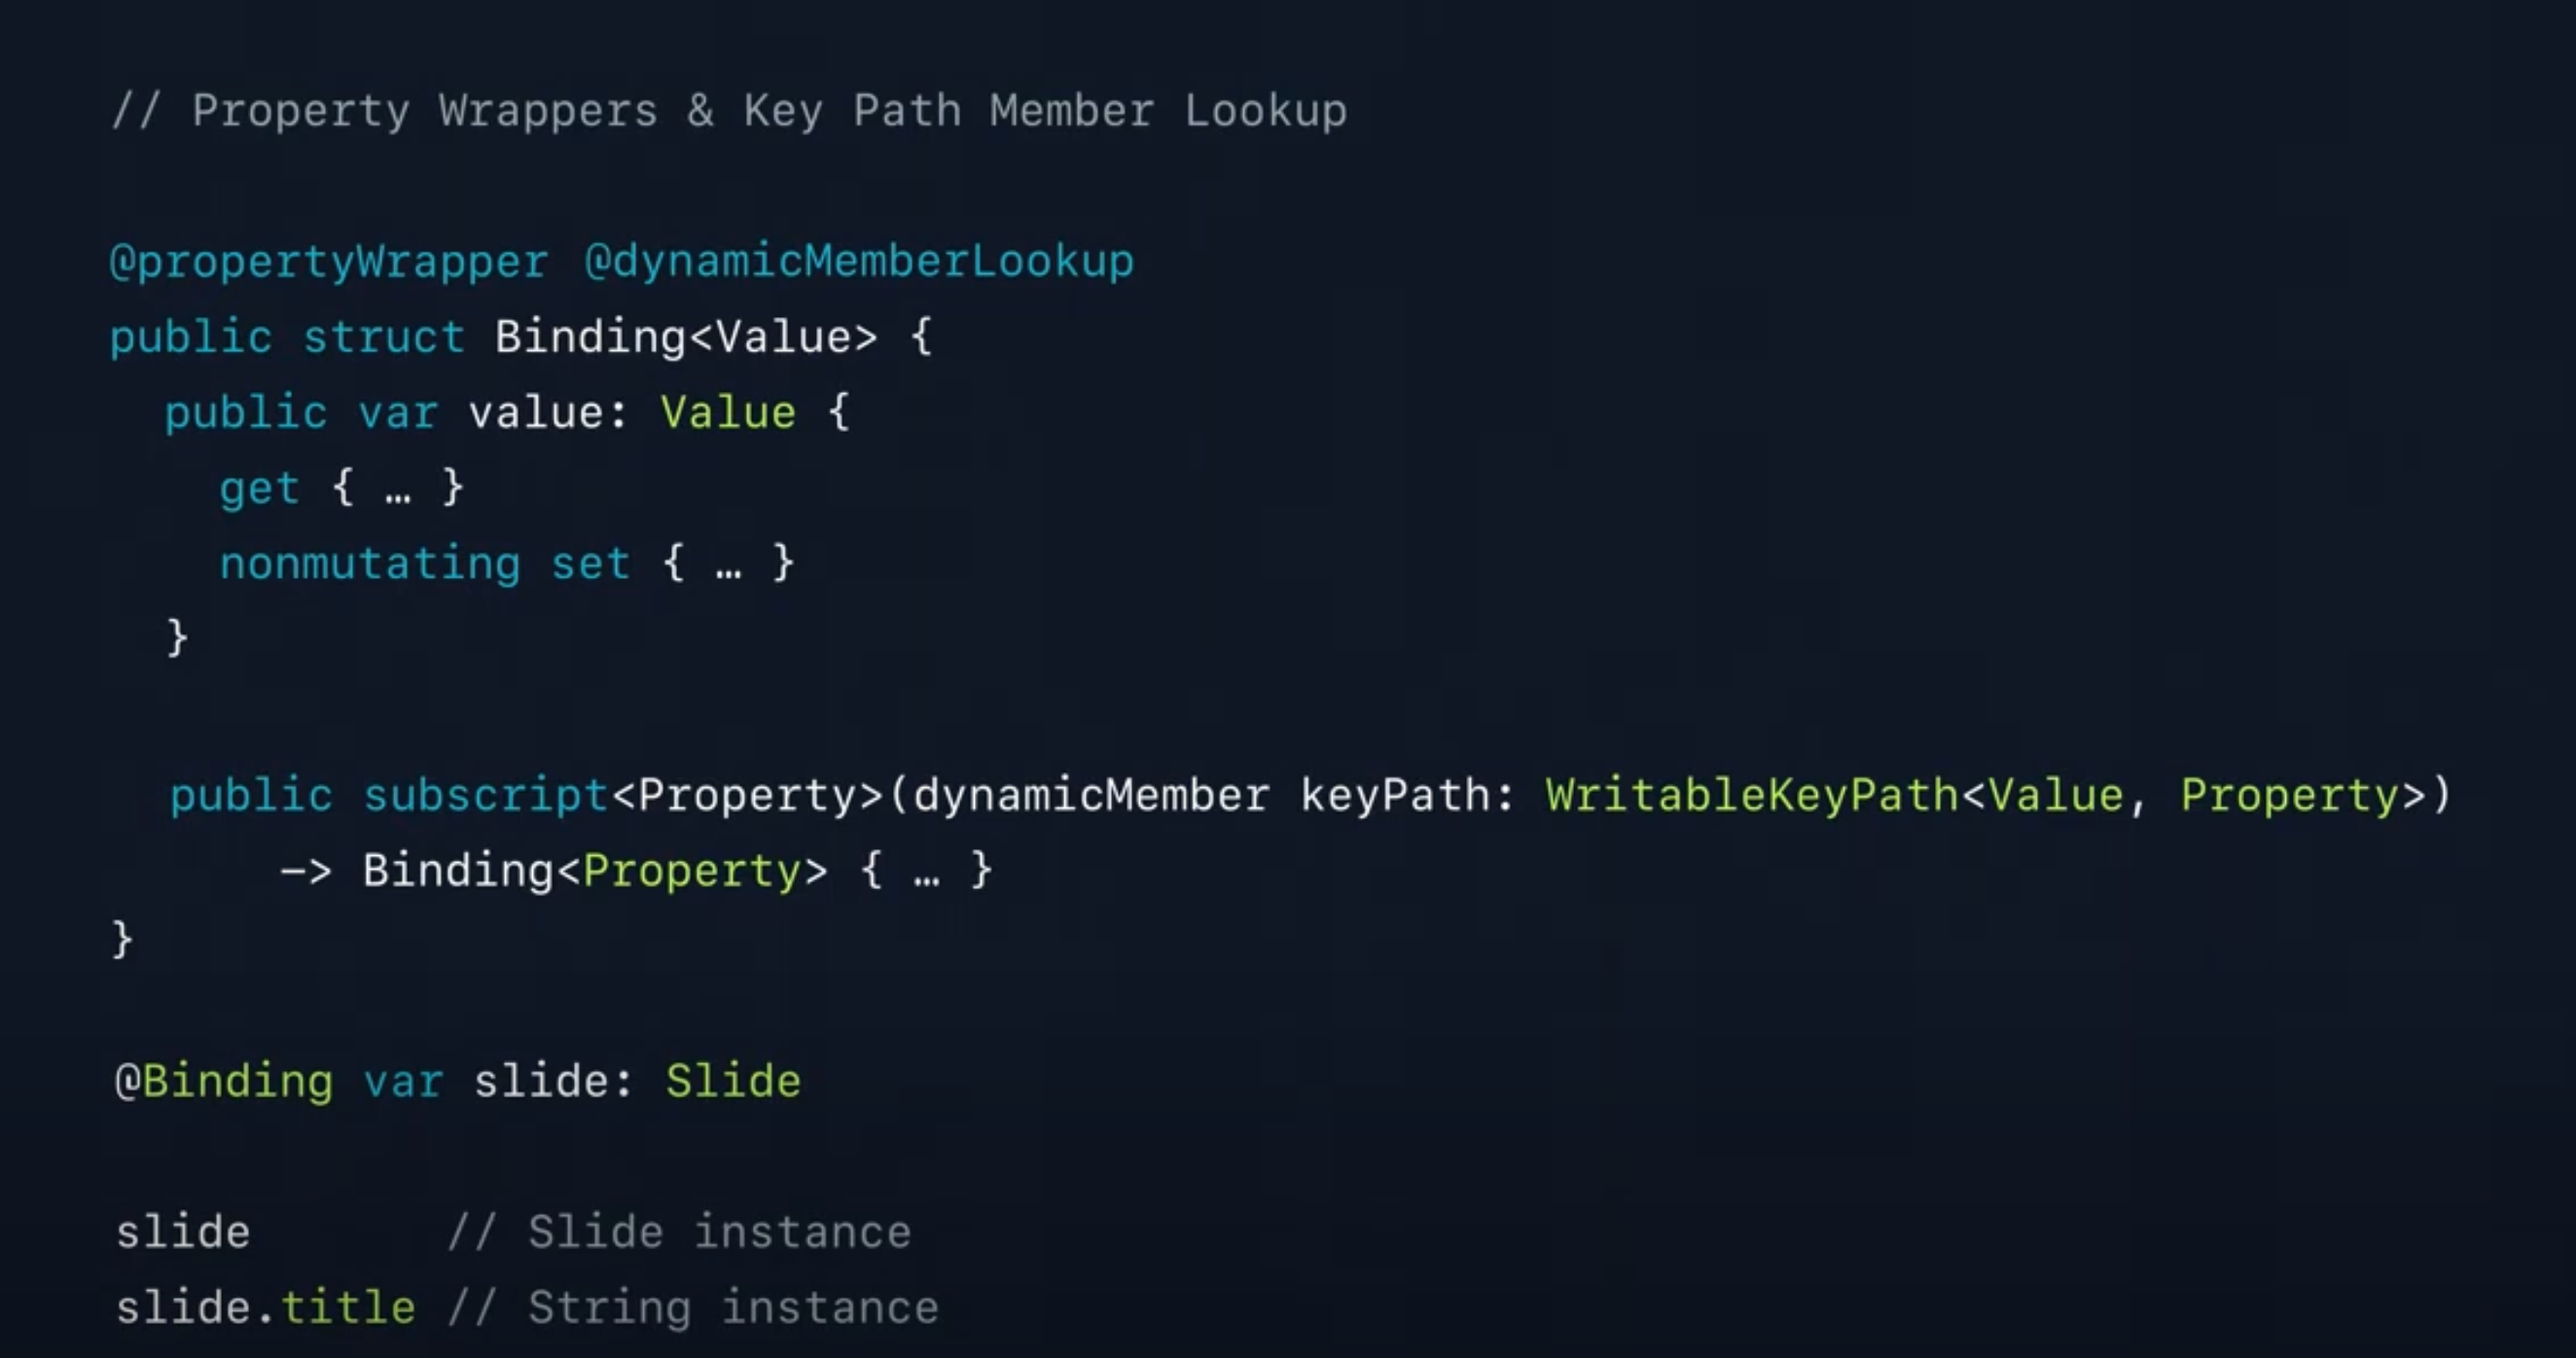 // Property Wrappers & Key Path Member Lookup
@propertyWrapper @dynamicMemberLookup
public struct Binding<Value> {
  public var value: Value {
    get { … }
    nonmutating set { … }
  }
  public subscript<Property>(dynamicMember keyPath: WritableKeyPath<Value, Property>)
      -> Binding<Property> { … }
}
@Binding var slide: Slide
slide       // Slide instance
slide.title // String instance